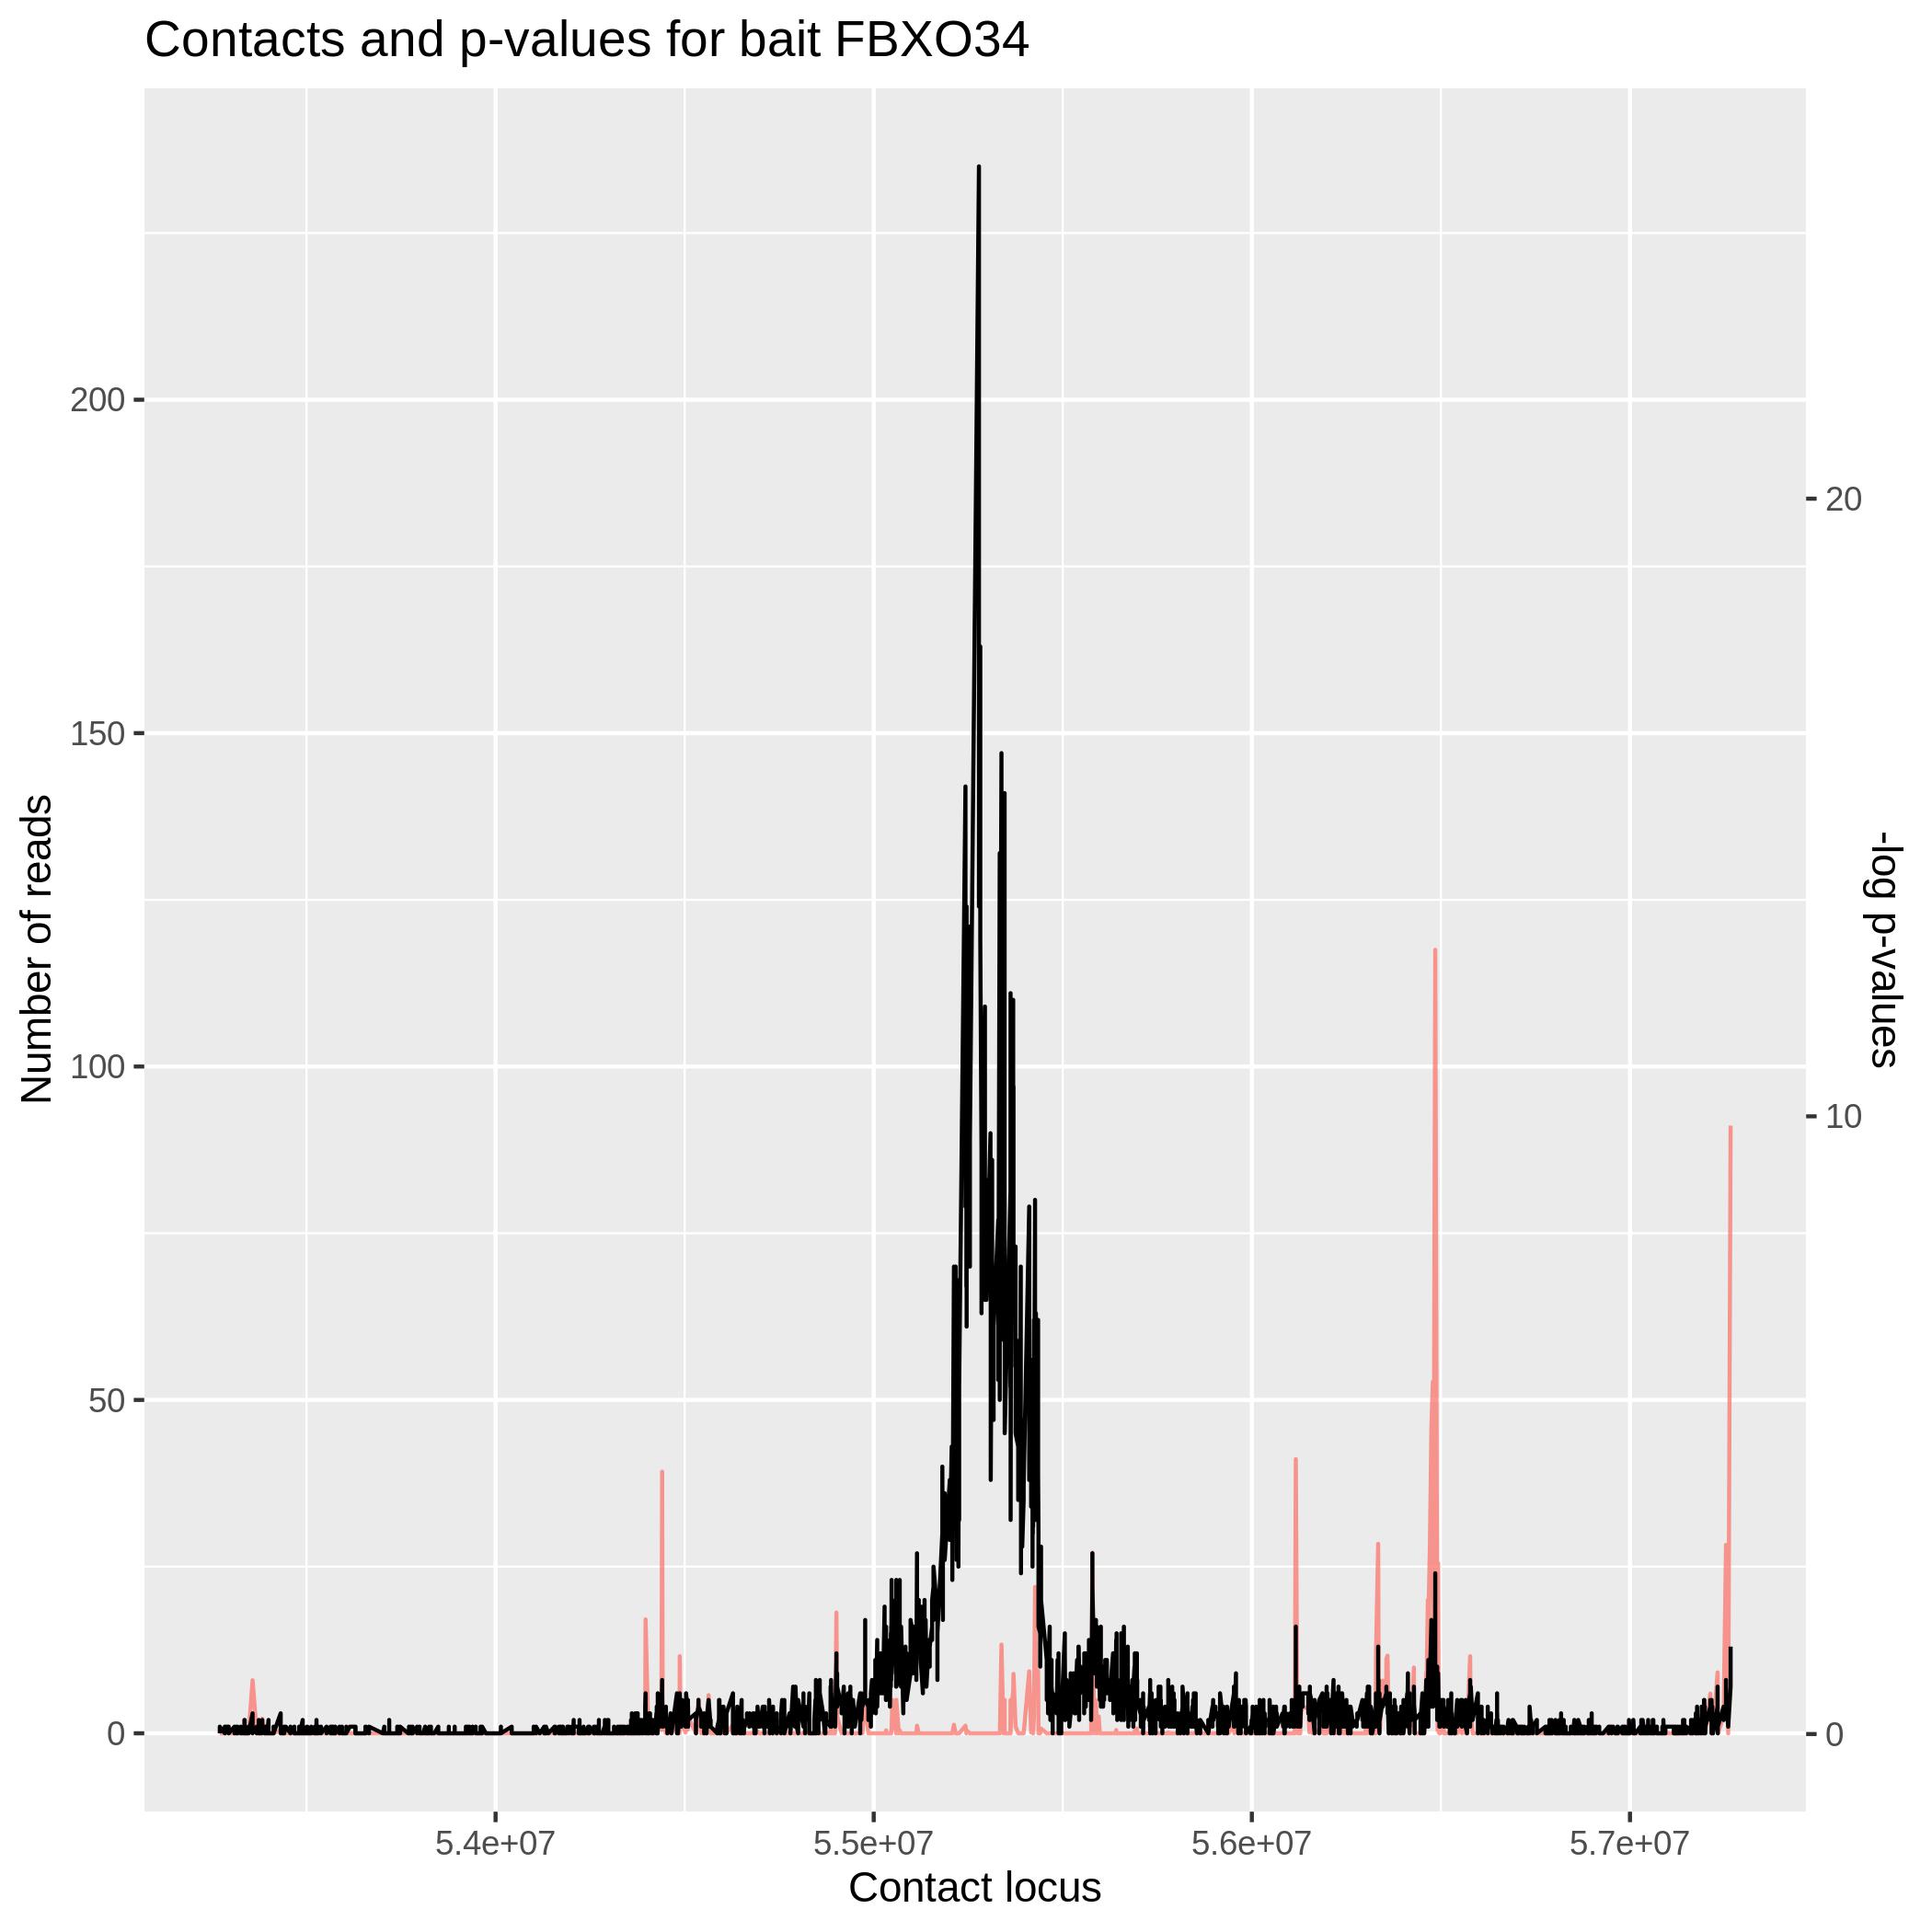 Contacts and p-values for bait FBXO34
Number of reads
200
150
100
50
0
20
10
0
-log p-values
5.4e+07 5.5e+07 5.6e+07 5.7e+07
Contact locus